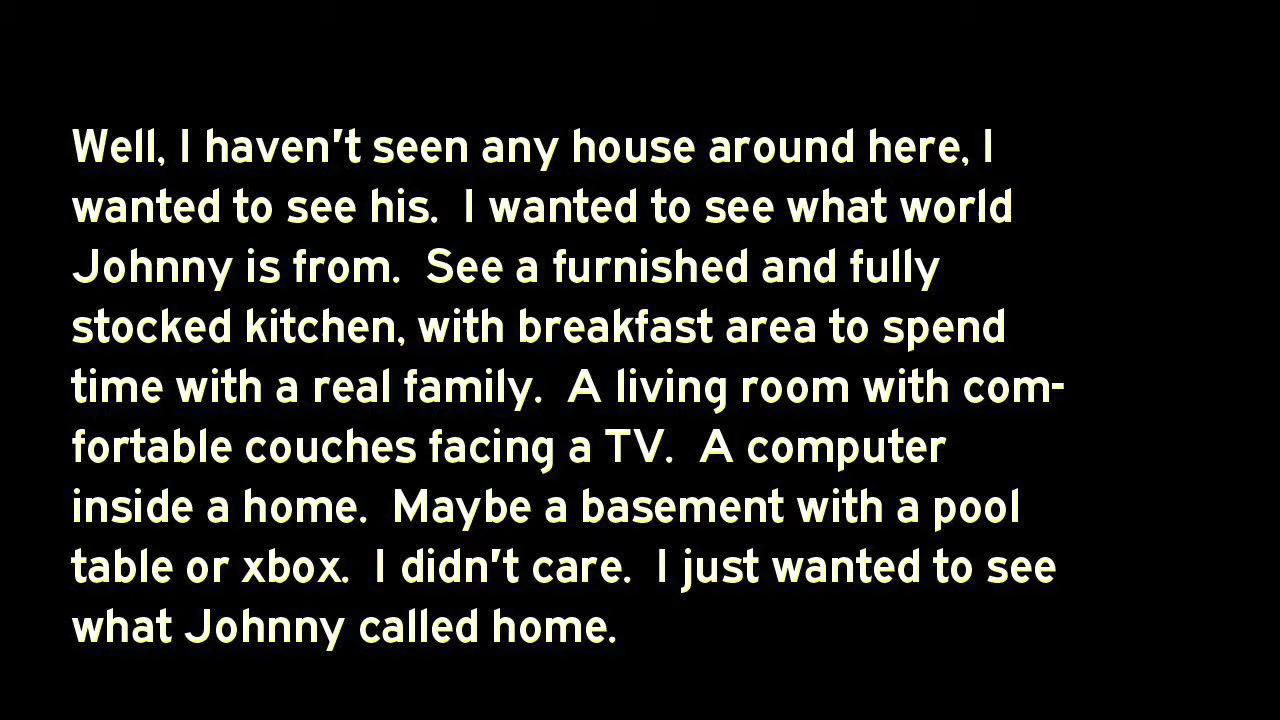 Well, I haven't seen any house around here, I
wanted to see his.  I wanted to see what world
Johnny is from.  See a furnished and fully
stocked kitchen, with breakfast area to spend
time with a real family.  A living room with com-
fortable couches facing a TV.  A computer
inside a home.  Maybe a basement with a pool
table or xbox.  I didn't care.  I just wanted to see
what Johnny called home.